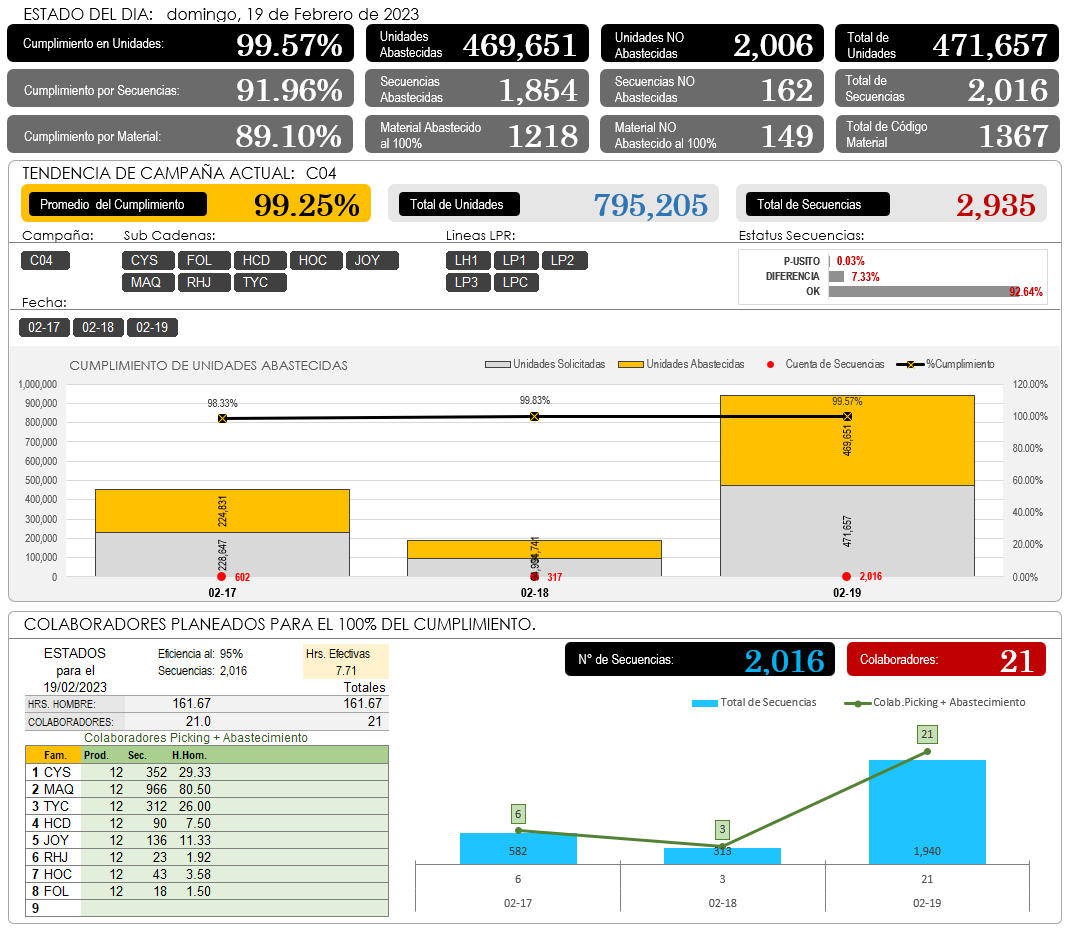 ESTADO DEL DIA: domingo, 19 de Febrero de 2023
Cumplimiento en Unidades: 99.57%
Unidades Abastecidas 469,651
Unidades NO Abastecidas 2,006
Total de Unidades 471,657
Cumplimiento por Secuencias: 91.96%
Secuencias Abastecidas 1,854
Secuencias NO Abastecidas 162
Total de Secuencias 2,016
Cumplimiento por Material: 89.10%
Material Abastecido al 100% 1218
Material NO Abastecido al 100% 149
Total de Código Material 1367
TENDENCIA DE CAMPAÑA ACTUAL: C04
Promedio del Cumplimiento 99.25%
Total de Unidades 795,205
Total de Secuencias 2,935
Campaña: Sub Cadenas: Lineas LPR: Estatus Secuencias:
C04 CYS FOL HCD HOC JOY LH1 LP1 LP2
MAQ RHJ TYC LP3 LPC
P-USITO 0.03%
DIFERENCIA 7.33%
OK 92.64%
Fecha:
02-17 02-18 02-19
CUMPLIMIENTO DE UNIDADES ABASTECIDAS
Unidades Solicitadas Unidades Abastecidas Cuenta de Secuencias %Cumplimiento
1,000,000
900,000
800,000
700,000
600,000
500,000
400,000
300,000
200,000
100,000
0
120.00%
100.00%
80.00%
60.00%
40.00%
20.00%
0.00%
98.33% 99.83% 99.57%
224,831 469,651
228,647 471,657
602 317 2,016
02-17 02-18 02-19
COLABORADORES PLANEADOS PARA EL 100% DEL CUMPLIMIENTO.
ESTADOS
para el
19/02/2023
Eficiencia al: 95%
Secuencias: 2,016
Hrs. Efectivas
7.71
Totales
HRS. HOMBRE: 161.67 161.67
COLABORADORES: 21.0 21
Colaboradores Picking + Abastecimiento
Fam. Prod. Sec. H.Hom.
1 CYS 12 352 29.33
2 MAQ 12 966 80.50
3 TYC 12 312 26.00
4 HCD 12 90 7.50
5 JOY 12 136 11.33
6 RHJ 12 23 1.92
7 HOC 12 43 3.58
8 FOL 12 18 1.50
9
N° de Secuencias: 2,016
Colaboradores: 21
Total de Secuencias Colab.Picking + Abastecimiento
6 3 21
582 313 1,940
6 3 21
02-17 02-18 02-19